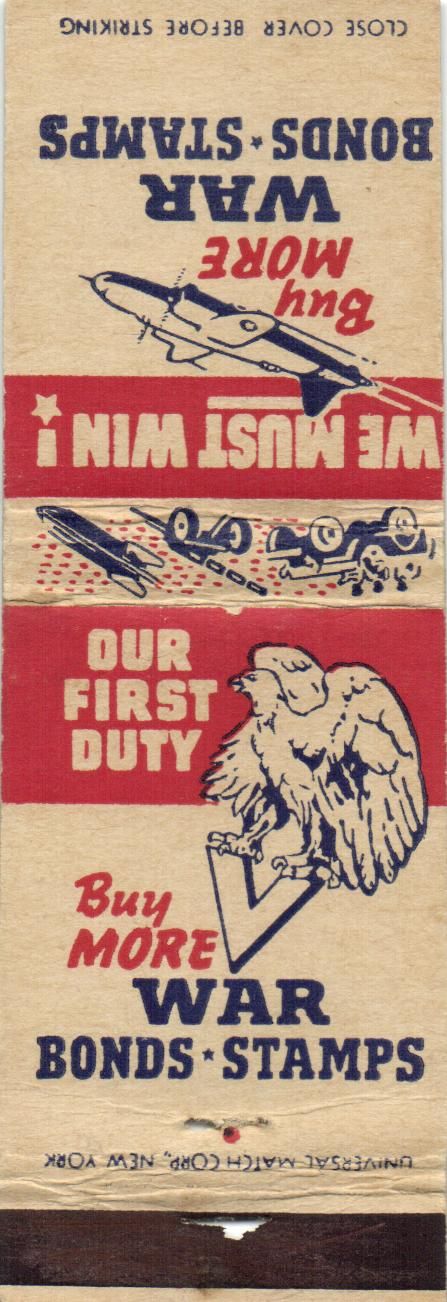 CLOSE COVER BEFORE STRIKING
Buy
MORE
WAR
BONDS★STAMPS
WE MUST WIN!
OUR
FIRST
DUTY
Buy
MORE
WAR
BONDS★STAMPS
UNIVERSAL MATCH CORP., NEW YORK